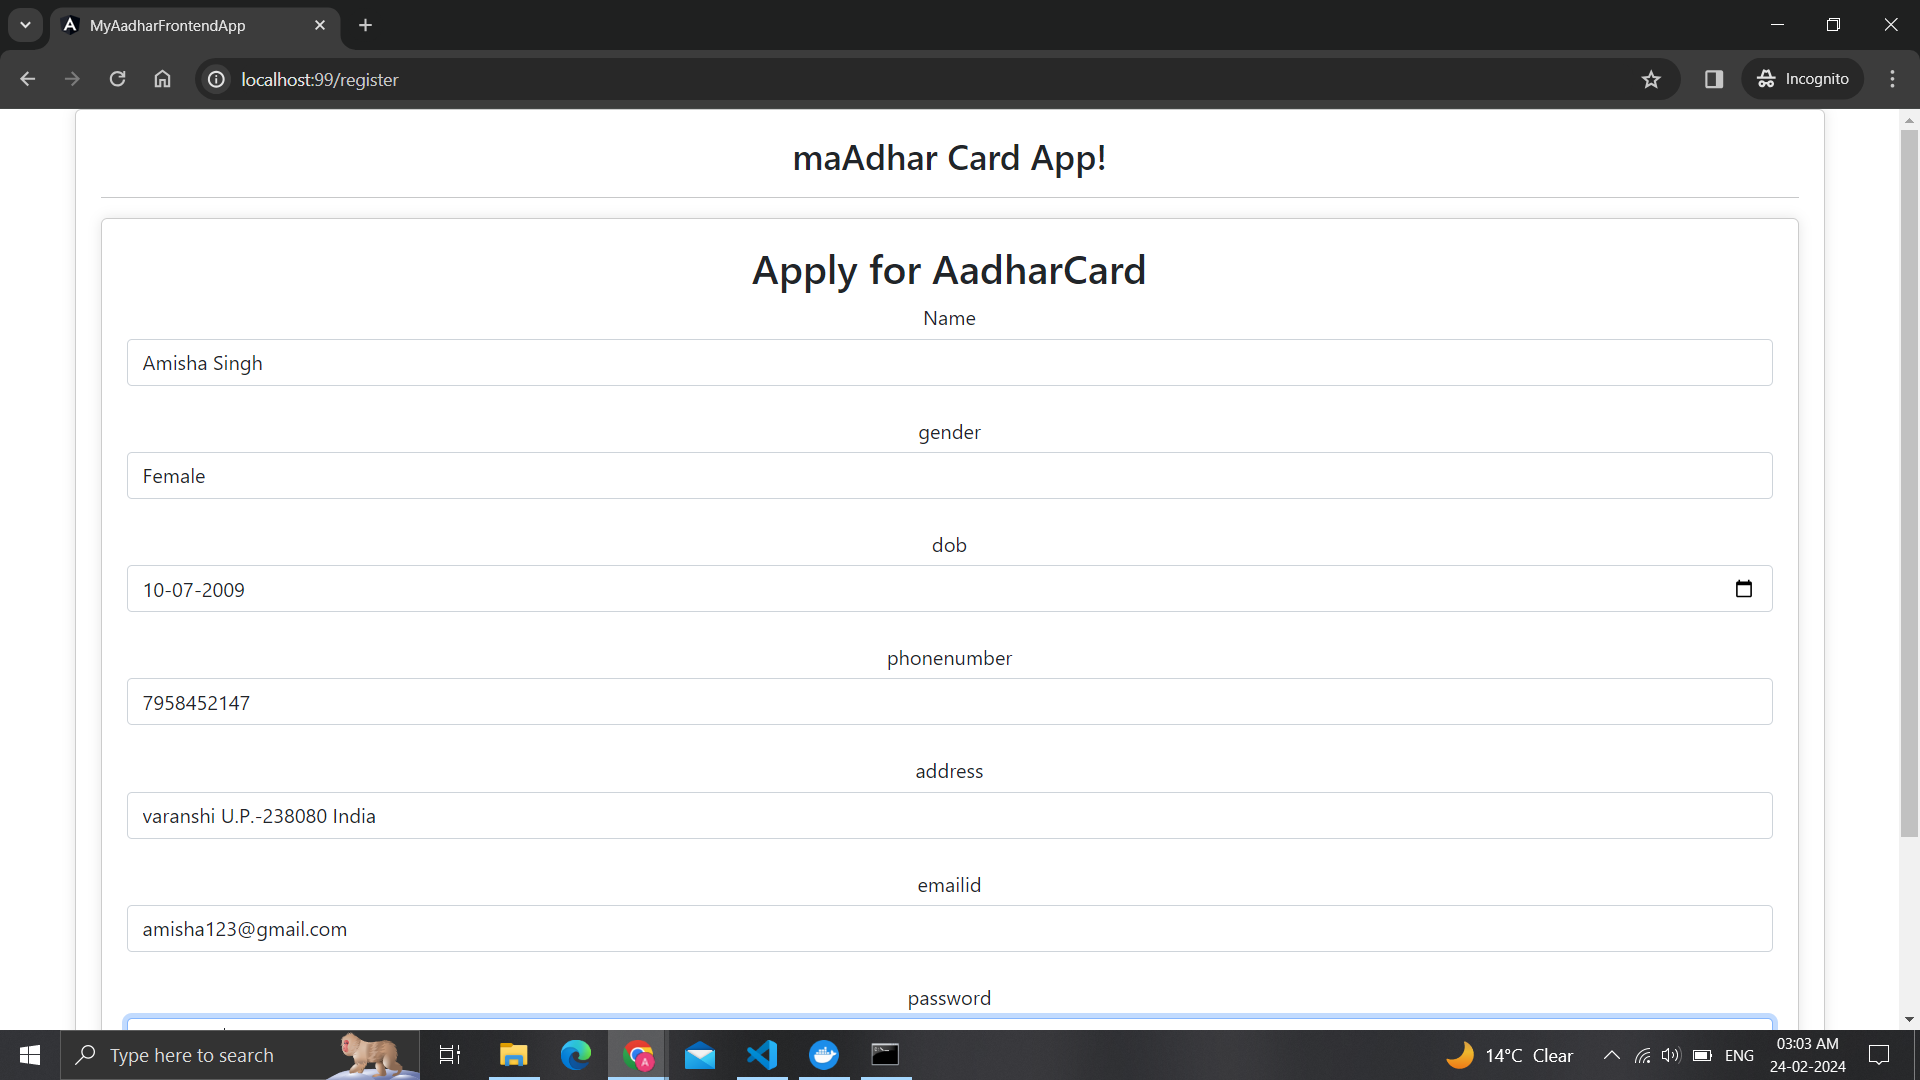 MyAadharFrontendApp
localhost:99/register
Incognito
maAdhar Card App!
Apply for AadharCard
Name
Amisha Singh
gender
Female
dob
10-07-2009
phonenumber
7958452147
address
varanshi U.P.-238080 India
emailid
amisha123@gmail.com
password
Type here to search
14°C Clear
ENG
03:03 AM
24-02-2024